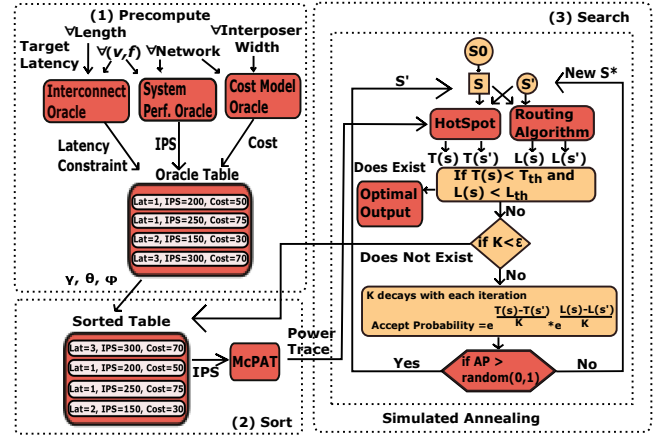 (1) Precompute
∀Length
Target
Latency
∀(v,f)
∀Network
∀Interposer
Width
Interconnect
Oracle
System
Perf. Oracle
Cost Model
Oracle
Latency
Constraint
IPS
Cost
Oracle Table
Lat=1, IPS=200, Cost=50
Lat=1, IPS=250, Cost=75
Lat=2, IPS=150, Cost=30
Lat=3, IPS=300, Cost=70
γ, θ, φ
Sorted Table
Lat=3, IPS=300, Cost=70
Lat=1, IPS=200, Cost=50
Lat=1, IPS=250, Cost=75
Lat=2, IPS=150, Cost=30
IPS
McPAT
Power
Trace
(2) Sort
(3) Search
S0
S'
S
S'
New S*
HotSpot
Routing
Algorithm
T(s) T(s') L(s) L(s')
Does Exist
If T(s)< Tth and
L(s) < Lth
Optimal
Output
No
if K<ε
Does Not Exist
No
K decays with each iteration
Accept Probability =e T(s)-T(s')/K *e L(s)-L(s')/K
Yes
if AP >
random(0,1)
No
Simulated Annealing